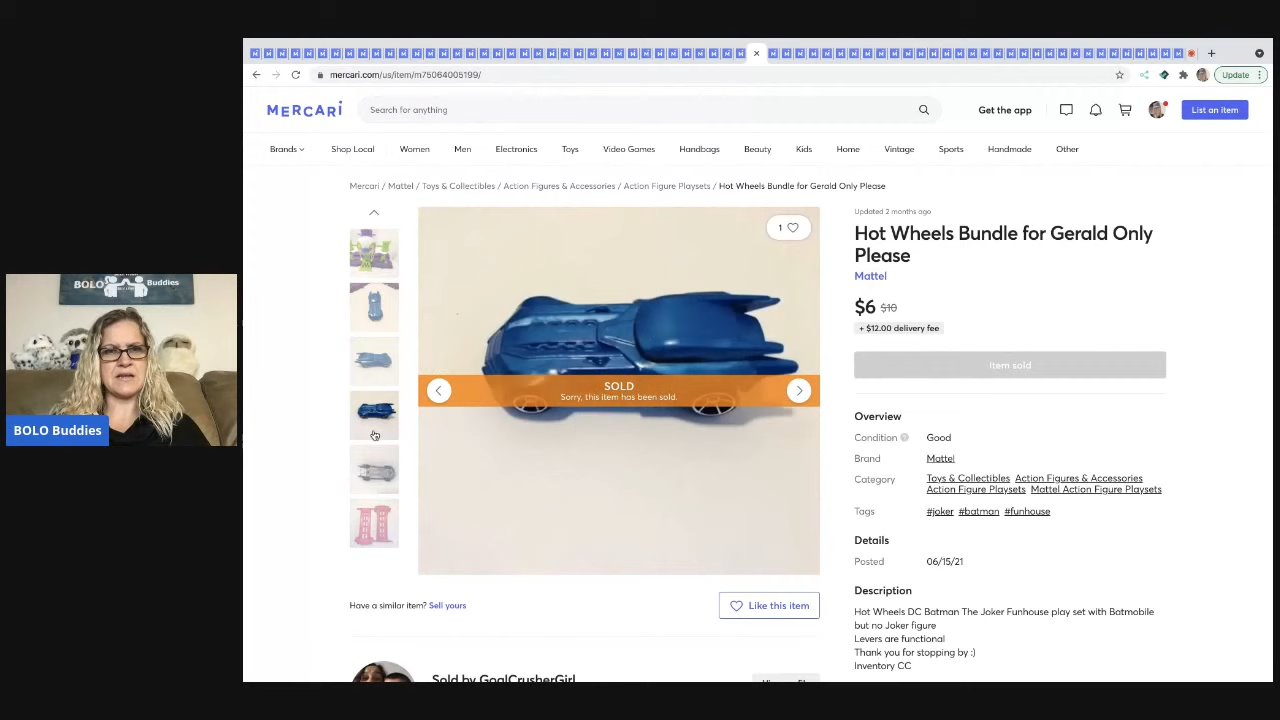 mercari.com/us/item/m75064005199/
Update
MERCARI
Search for anything
Get the app
List an item
Brands
Shop Local
Women
Men
Electronics
Toys
Video Games
Handbags
Beauty
Kids
Home
Vintage
Sports
Handmade
Other
Mercari / Mattel / Toys & Collectibles / Action Figures & Accessories / Action Figure Playsets / Hot Wheels Bundle for Gerald Only Please
1
SOLD
Sorry, this item has been sold.
Have a similar item? Sell yours
Like this item
Sold by GoalCrusherGirl
Updated 2 months ago
Hot Wheels Bundle for Gerald Only
Please
Mattel
$6 $10
+ $12.00 delivery fee
Item sold
Overview
Condition Good
Brand Mattel
Category Toys & Collectibles Action Figures & Accessories
Action Figure Playsets Mattel Action Figure Playsets
Tags #joker #batman #funhouse
Details
Posted 06/15/21
Description
Hot Wheels DC Batman The Joker Funhouse play set with Batmobile
but no Joker figure
Levers are functional
Thank you for stopping by :)
Inventory CC
BOLO Buddies
BOLO Buddies